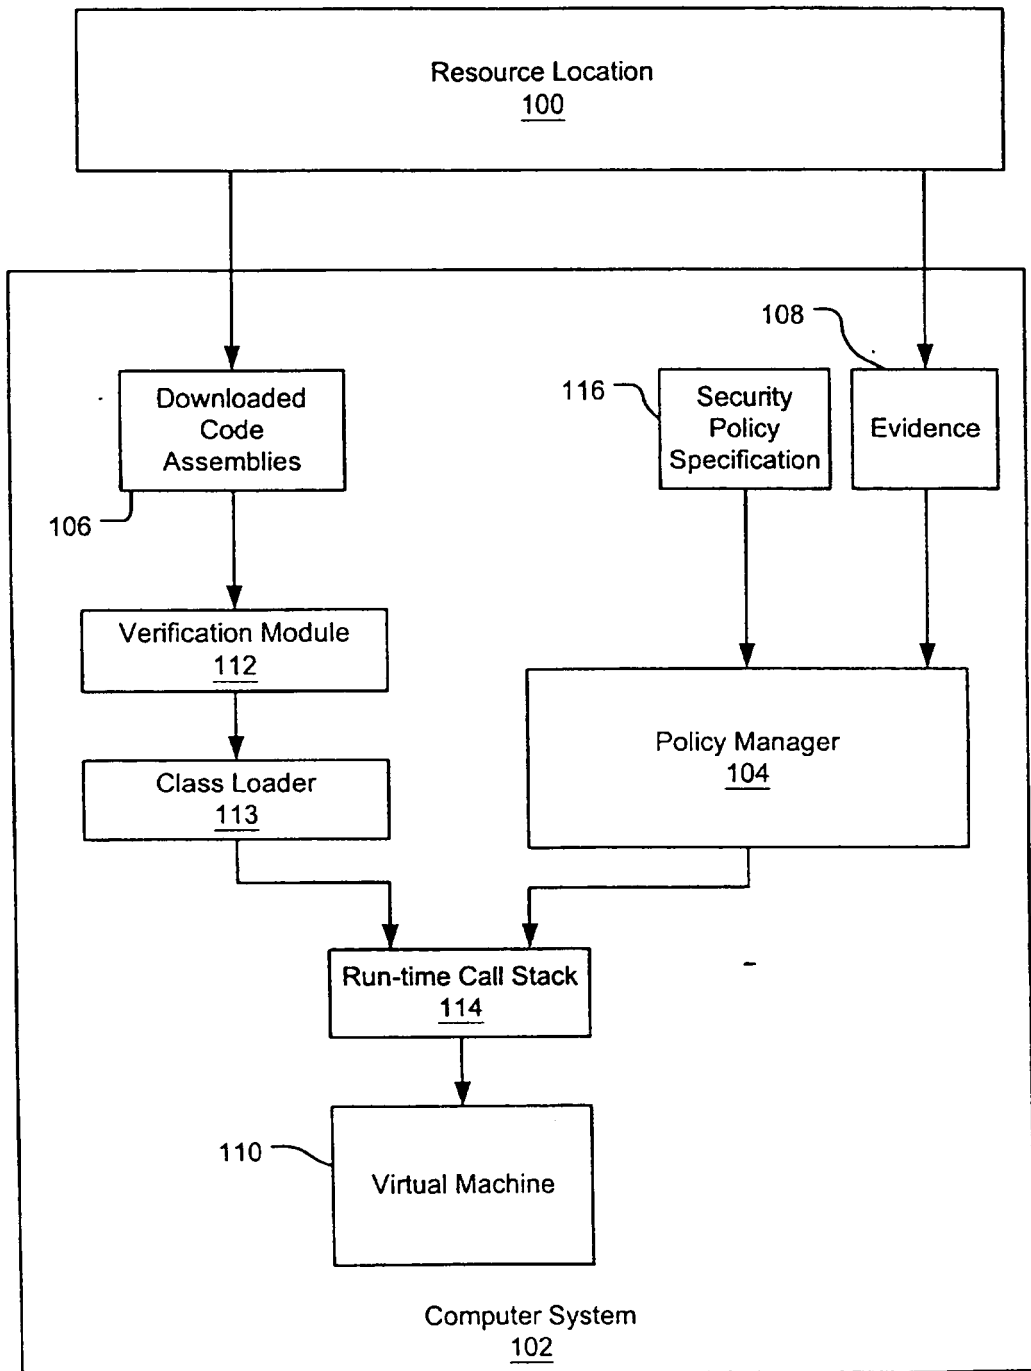 Resource Location
100
108
116
Downloaded
Code
Assemblies
Security
Policy
Specification
Evidence
106
Verification Module
112
Policy Manager
104
Class Loader
113
Run-time Call Stack
114
110
Virtual Machine
Computer System
102